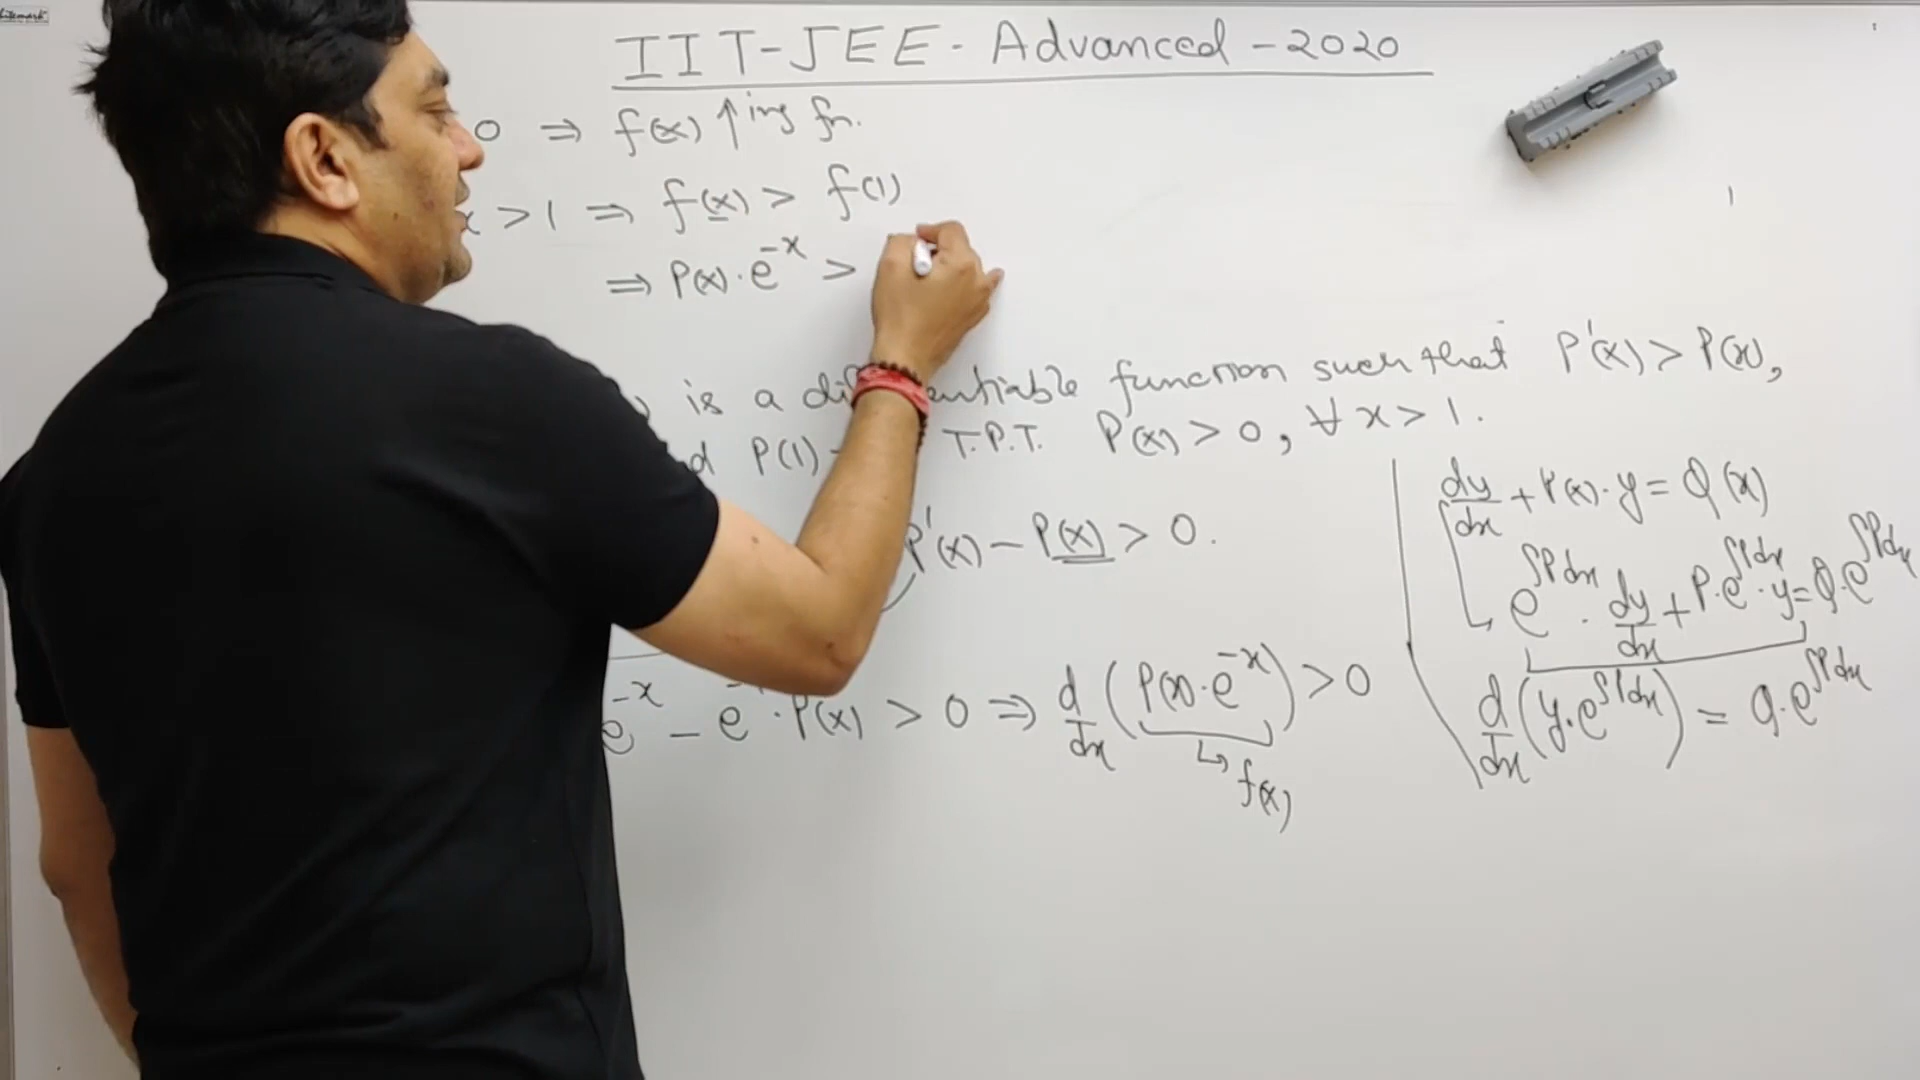 IIT-JEE-Advanced-2020
0 ⇒ f(x) ↑ing fn.
x > 1 ⇒ f(x) > f(1)
⇒ P(x)·e^{-x} >
is a differentiable function such that P'(x) > P(x),
P(1) T.P.T. P(x) > 0, ∀ x > 1.
P'(x) - P(x) > 0.
e^{-x} - e · P(x) > 0 ⇒ d/dx (P(x)·e^{-x}) > 0
↳ f(x)
dy/dx + P(x)·y = Q(x)
e^{∫Pdx} · dy/dx + P·e^{∫Pdx}·y = Q·e^{∫Pdx}
d/dx (y·e^{∫Pdx}) = Q·e^{∫Pdx}